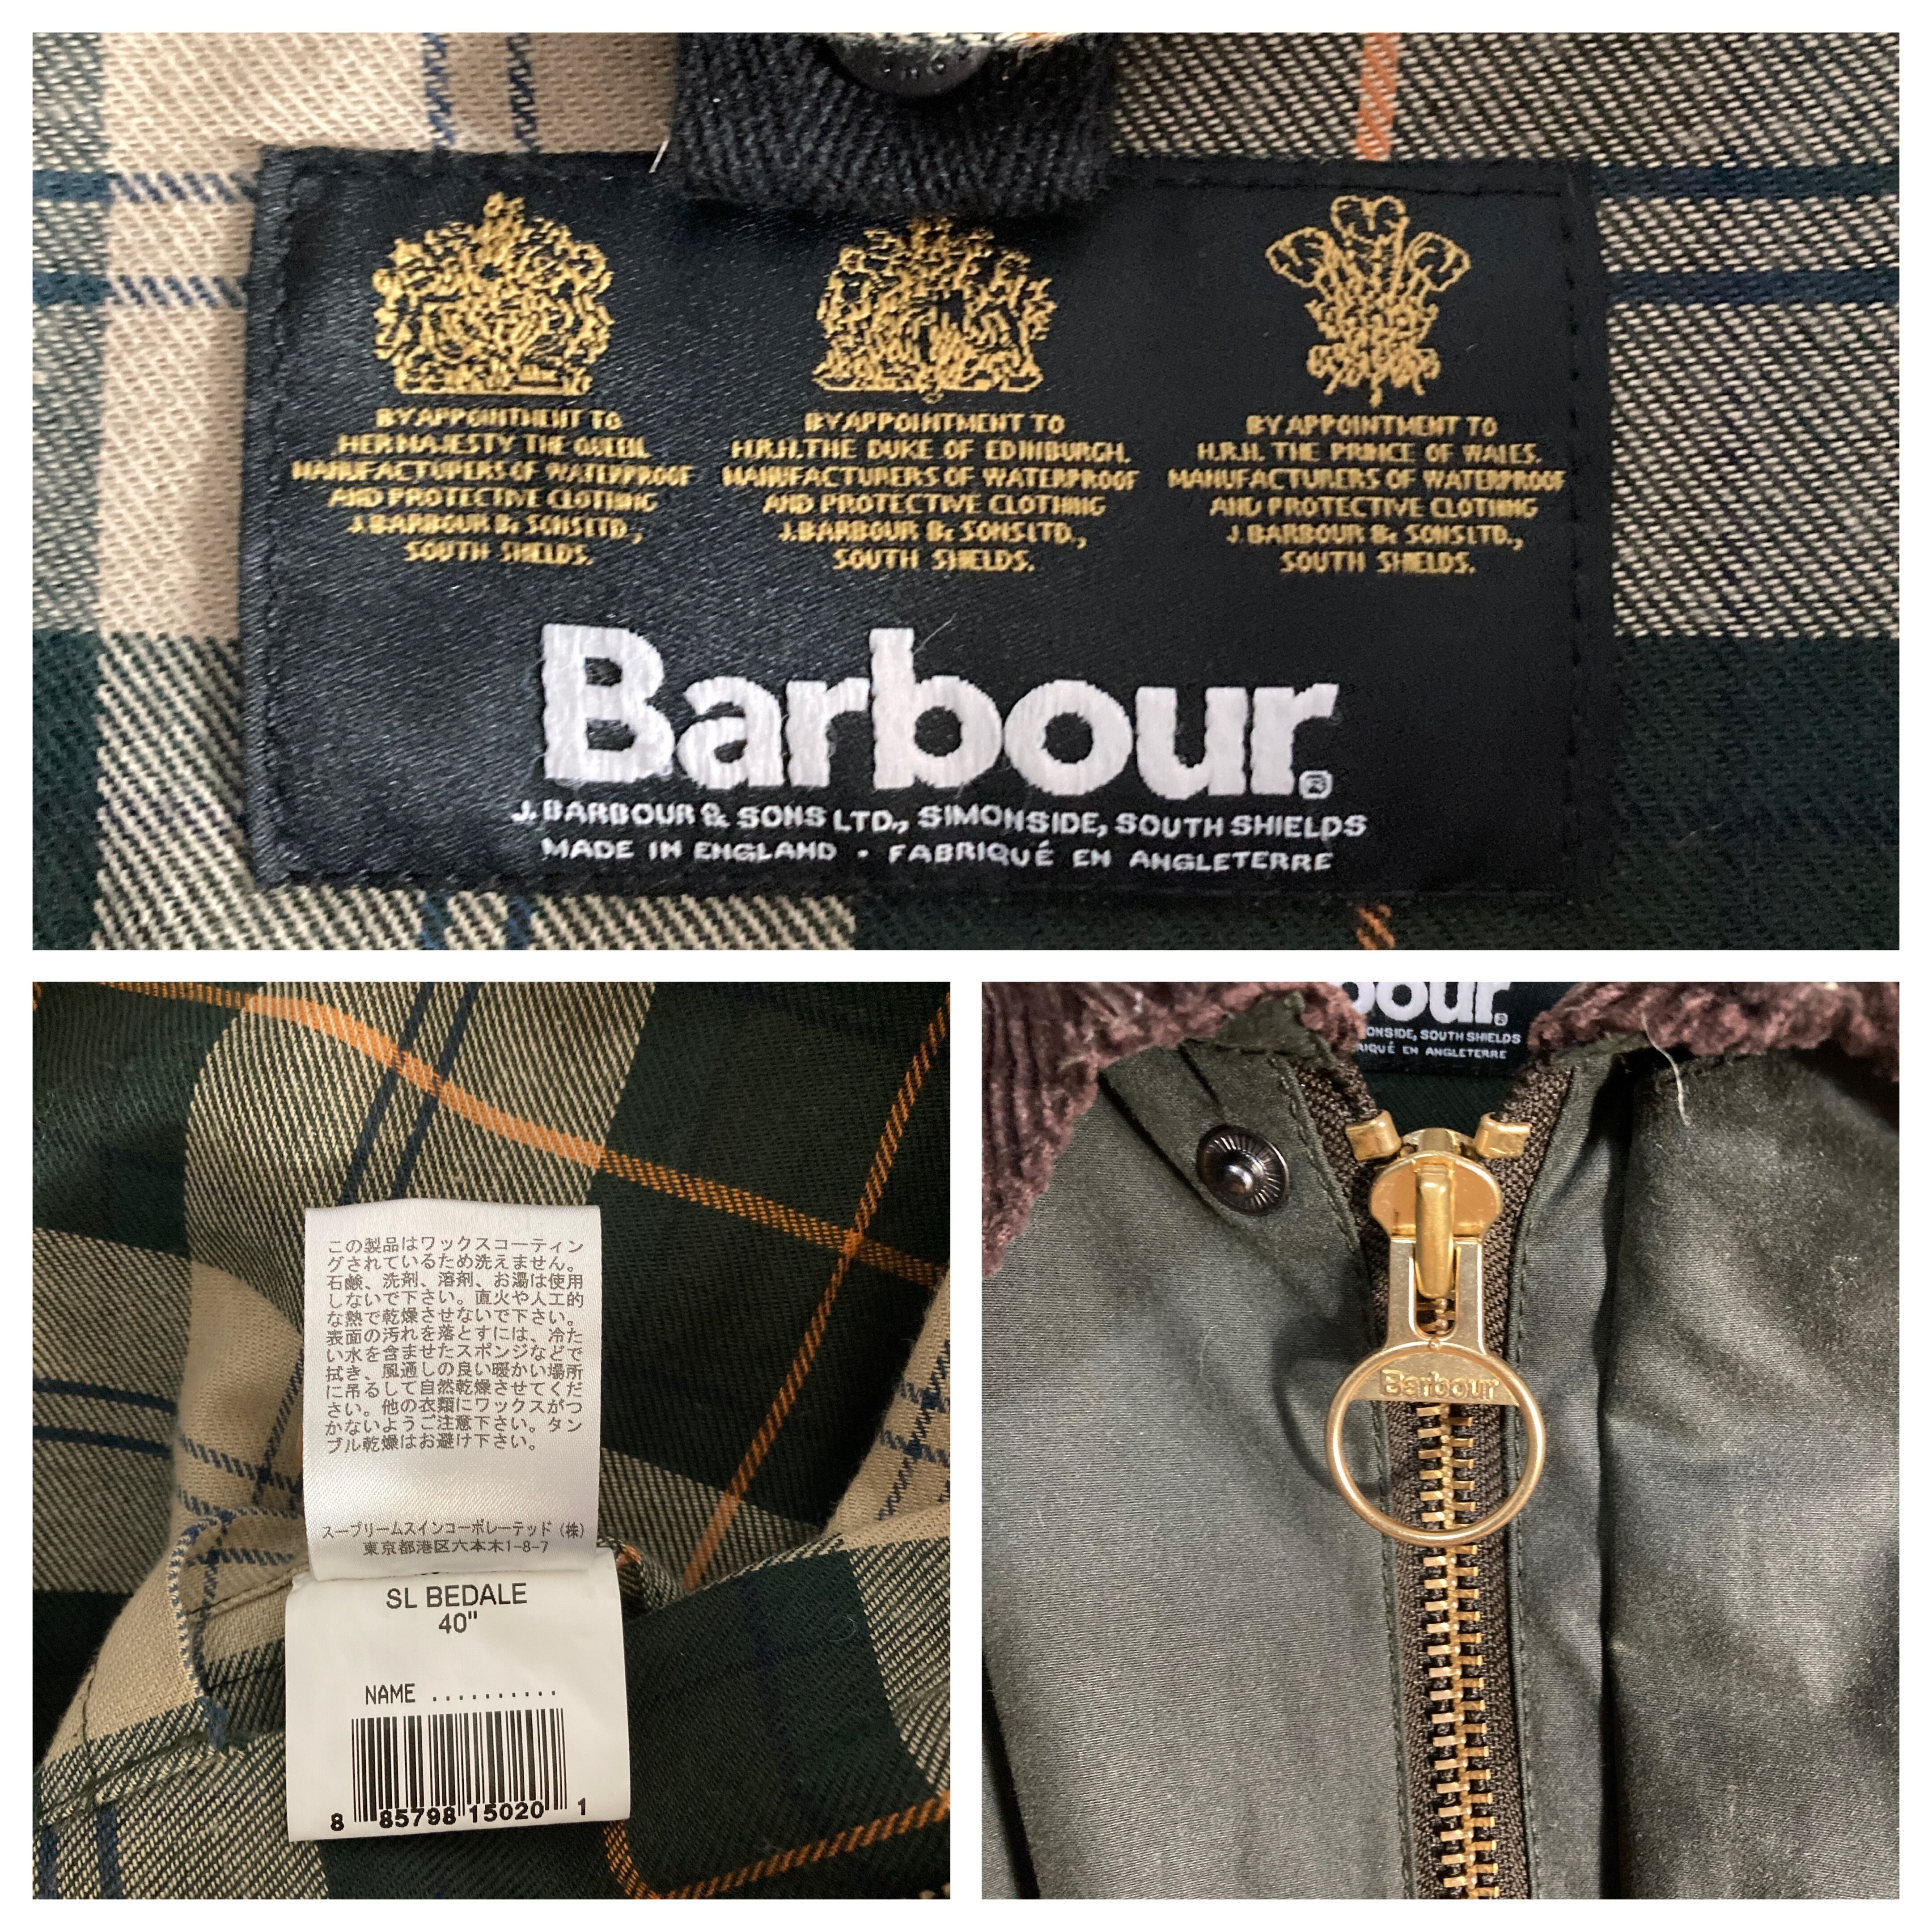 BY APPOINTMENT TO
HER MAJESTY THE QUEEN.
MANUFACTURERS OF WATERPROOF
AND PROTECTIVE CLOTHING
J.BARBOUR & SONS LTD.,
SOUTH SHIELDS.
BY APPOINTMENT TO
H.R.H.THE DUKE OF EDINBURGH.
MANUFACTURERS OF WATERPROOF
AND PROTECTIVE CLOTHING
J.BARBOUR & SONS LTD.,
SOUTH SHIELDS.
BY APPOINTMENT TO
H.R.H. THE PRINCE OF WALES.
MANUFACTURERS OF WATERPROOF
AND PROTECTIVE CLOTHING
J.BARBOUR & SONS LTD.,
SOUTH SHIELDS.
Barbour®
J.BARBOUR & SONS LTD., SIMONSIDE, SOUTH SHIELDS
MADE IN ENGLAND · FABRIQUÉ EN ANGLETERRE
この製品はワックスコーティン
グされているため洗えません。
石鹸、洗剤、溶剤、お湯は使用
しないで下さい。直火や人工的
な熱で乾燥させないで下さい。
表面の汚れを落とすには、冷た
い水を含ませたスポンジなどで
拭き、風通しの良い暖かい場所
に吊るして自然乾燥させてくだ
さい。他の衣類にワックスがつ
かないようご注意下さい。タン
ブル乾燥はお避け下さい。
スープリームスインコーポレーテッド（株）
東京都港区六本木1-8-7
SL BEDALE
40"
NAME ..........
8 85798 15020 1
bour®
ONSIDE, SOUTH SHIELDS
RIQUÉ EN ANGLETERRE
Barbour